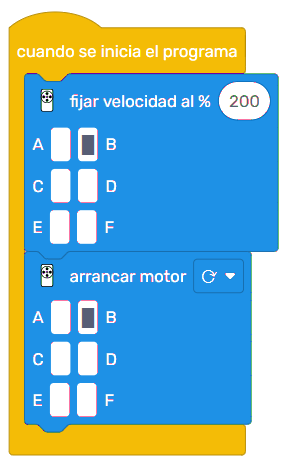 cuando se inicia el programa
fijar velocidad al % 200
A B
C D
E F
arrancar motor
A B
C D
E F